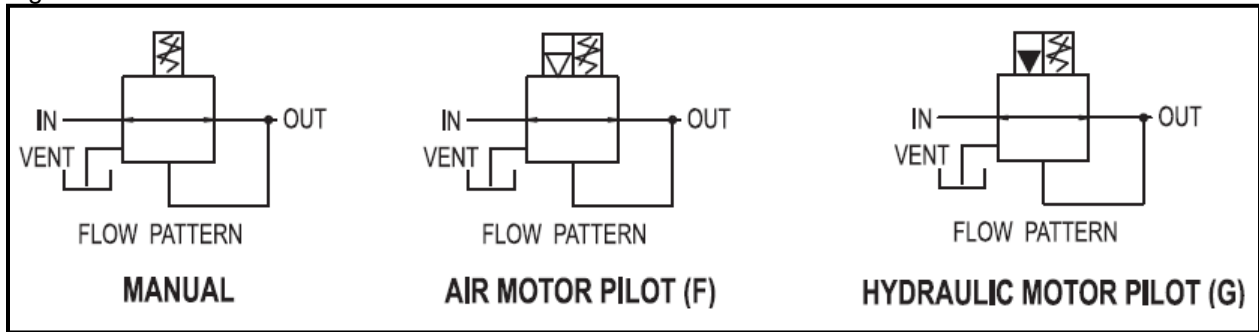 IN
OUT
VENT
FLOW PATTERN
MANUAL
IN
OUT
VENT
FLOW PATTERN
AIR MOTOR PILOT (F)
IN
OUT
VENT
FLOW PATTERN
HYDRAULIC MOTOR PILOT (G)